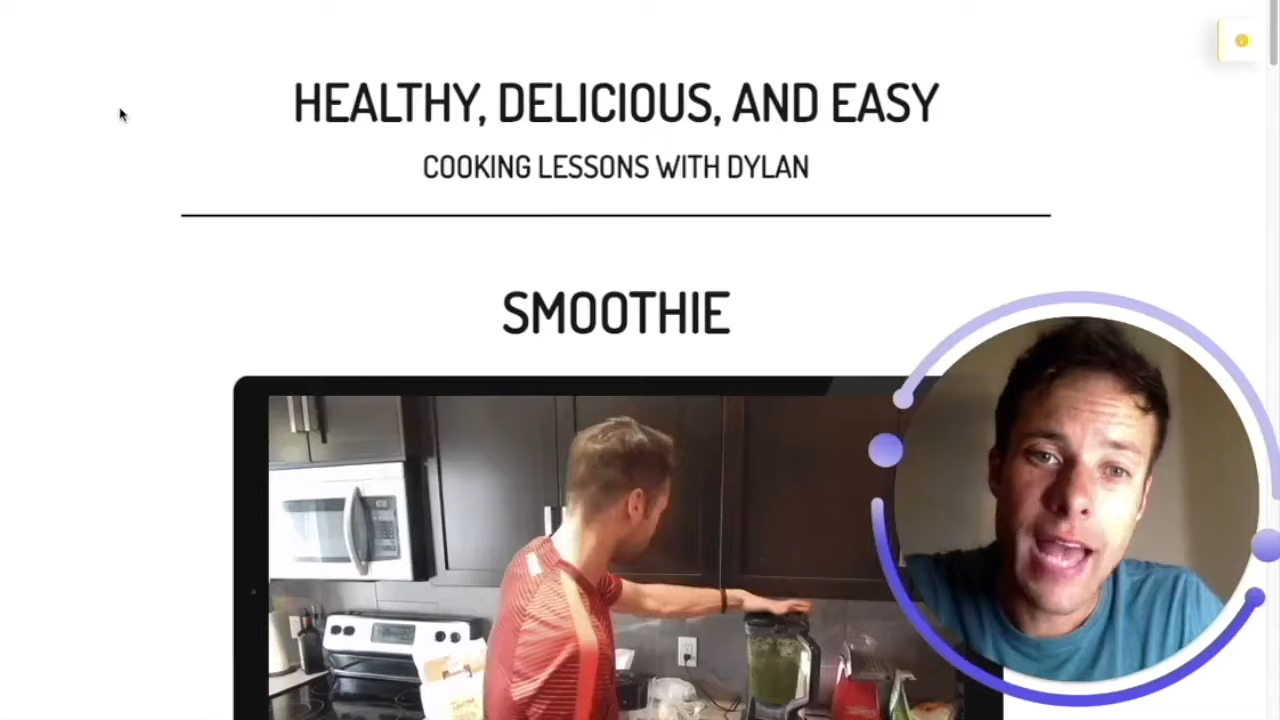 HEALTHY, DELICIOUS, AND EASY
COOKING LESSONS WITH DYLAN
SMOOTHIE